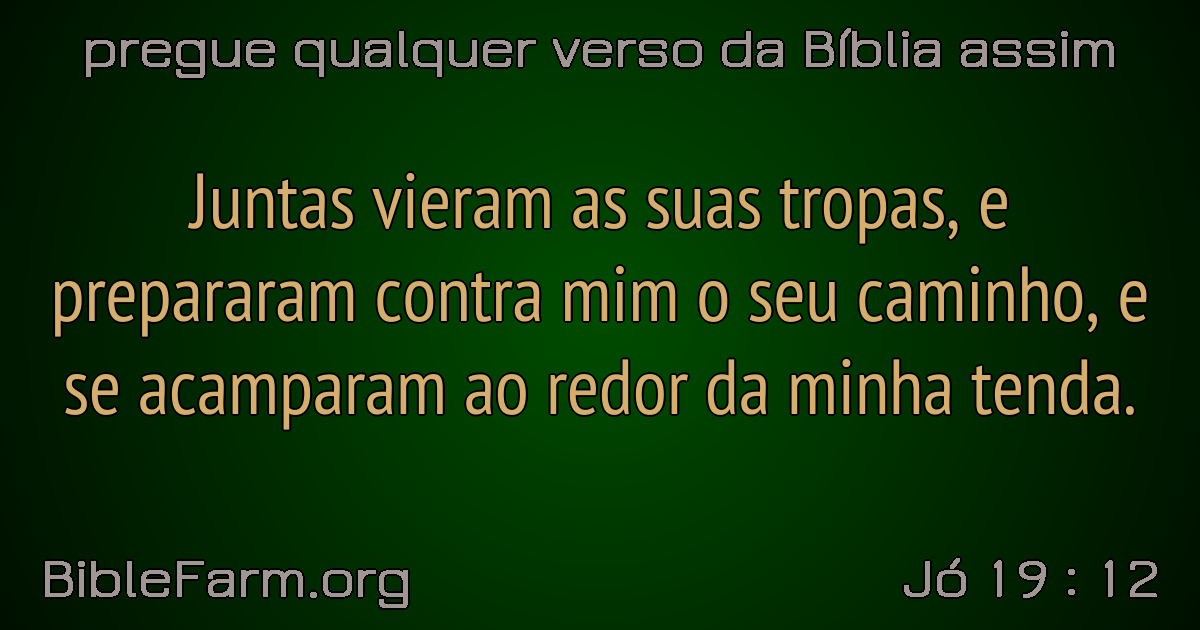 pregue qualquer verso da Bíblia assim
Juntas vieram as suas tropas, e
prepararam contra mim o seu caminho, e
se acamparam ao redor da minha tenda.
BibleFarm.org
Jó 19 : 12